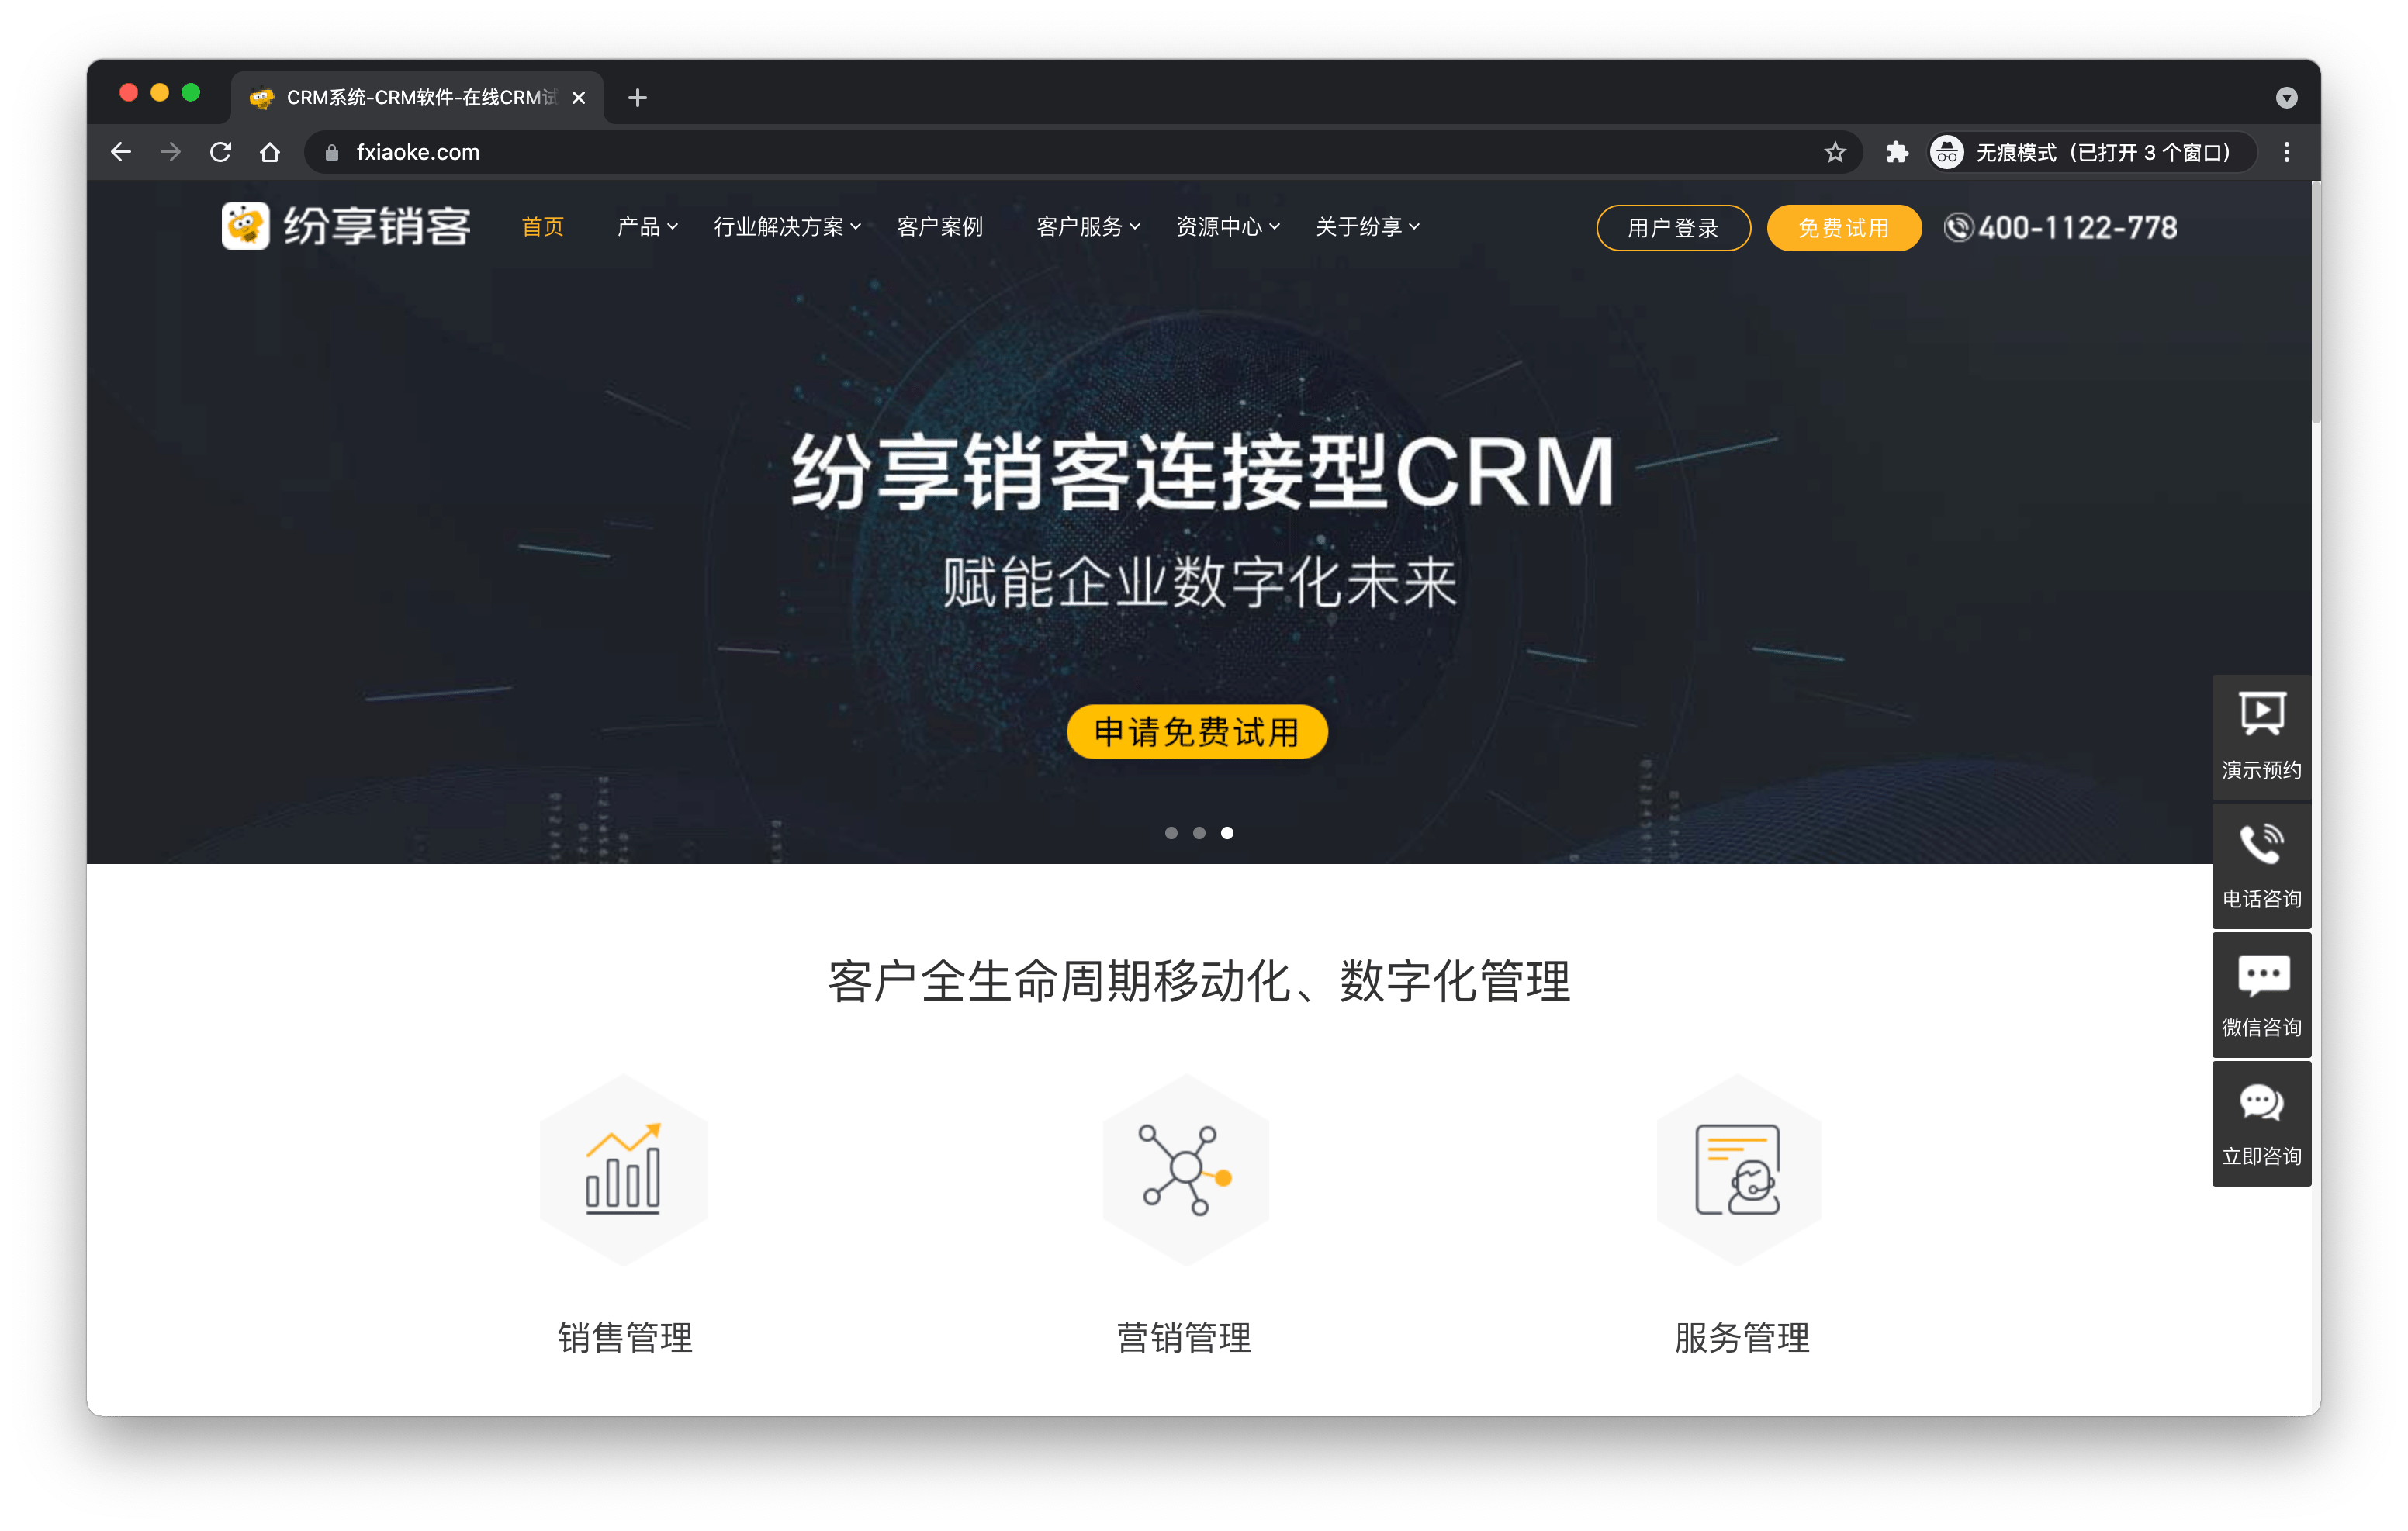 CRM系统-CRM软件-在线CRM试
fxiaoke.com
无痕模式（已打开 3 个窗口）
纷享销客 首页 产品 行业解决方案 客户案例 客户服务 资源中心 关于纷享 用户登录 免费试用 400-1122-778
纷享销客连接型CRM
赋能企业数字化未来
申请免费试用
演示预约
电话咨询
微信咨询
立即咨询
客户全生命周期移动化、数字化管理
销售管理 营销管理 服务管理